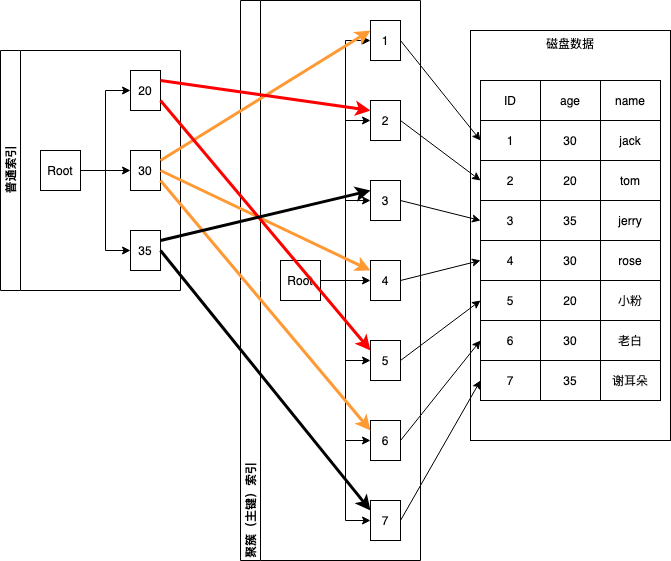 普通索引
Root
20
30
35
聚簇（主键）索引
Root
1
2
3
4
5
6
7
磁盘数据
ID age name
1 30 jack
2 20 tom
3 35 jerry
4 30 rose
5 20 小粉
6 30 老白
7 35 谢耳朵